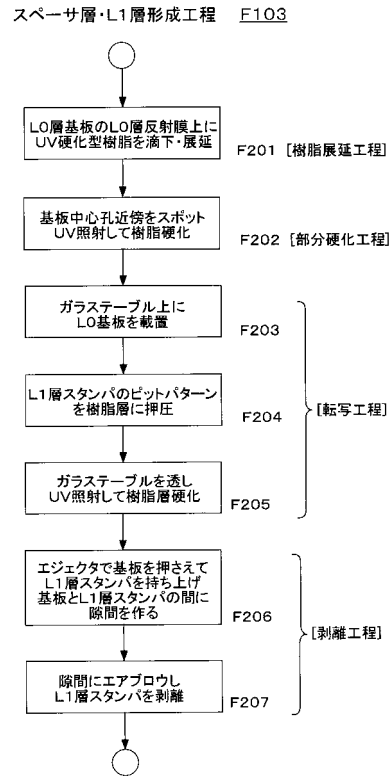 スペーサ層・L1層形成工程 F103
L0層基板のL0層反射膜上に
UV硬化型樹脂を滴下・展延
F201 [樹脂展延工程]
基板中心孔近傍をスポット
UV照射して樹脂硬化
F202 [部分硬化工程]
ガラステーブル上に
L0基板を載置
F203
L1層スタンパのピットパターン
を樹脂層に押圧
F204
[転写工程]
ガラステーブルを透し
UV照射して樹脂層硬化
F205
エジェクタで基板を押さえて
L1層スタンパを持ち上げ
基板とL1層スタンパの間に
隙間を作る
F206
[剥離工程]
隙間にエアブロウし
L1層スタンパを剥離
F207